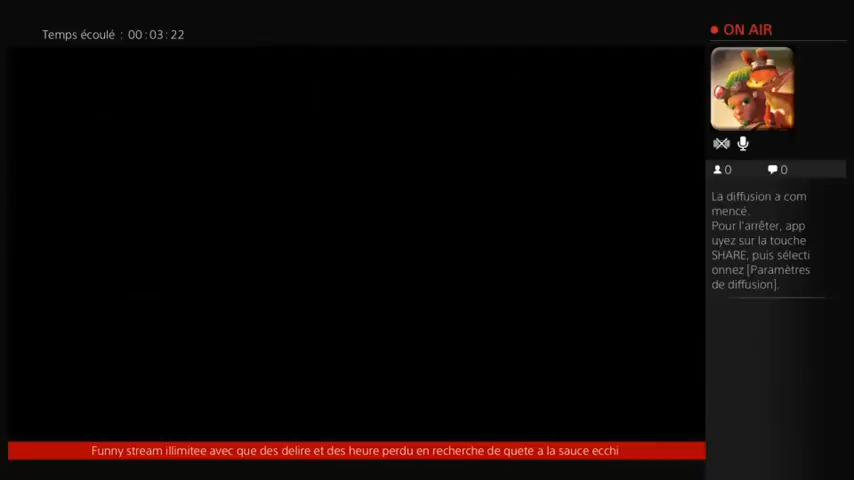 Temps écoulé : 00:03:22
ON AIR
0 0
La diffusion a com
mencé.
Pour l'arrêter, app
uyez sur la touche
SHARE, puis sélecti
onnez [Paramètres
de diffusion].
Funny stream illimitee avec que des delire et des heure perdu en recherche de quete a la sauce ecchi